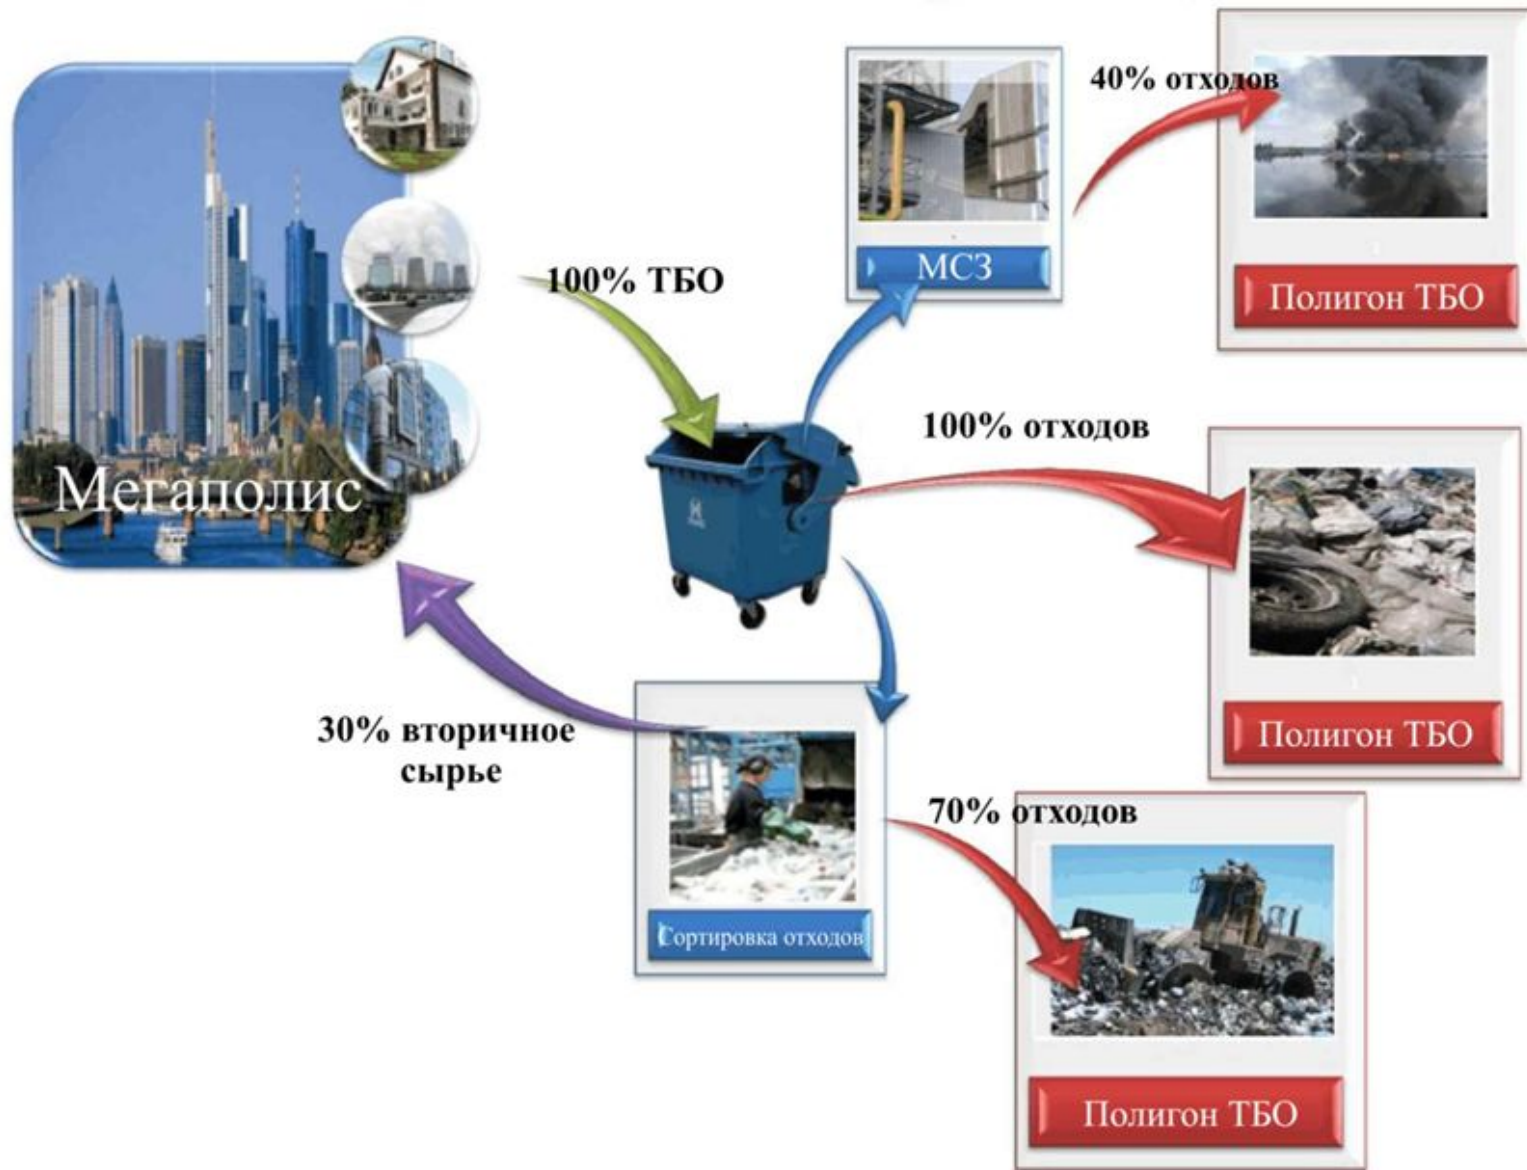 40% отходов
МСЗ
100% ТБО
Полигон ТБО
100% отходов
Мегаполис
30% вторичное
сырье
Полигон ТБО
70% отходов
Сортировка отходов
Полигон ТБО